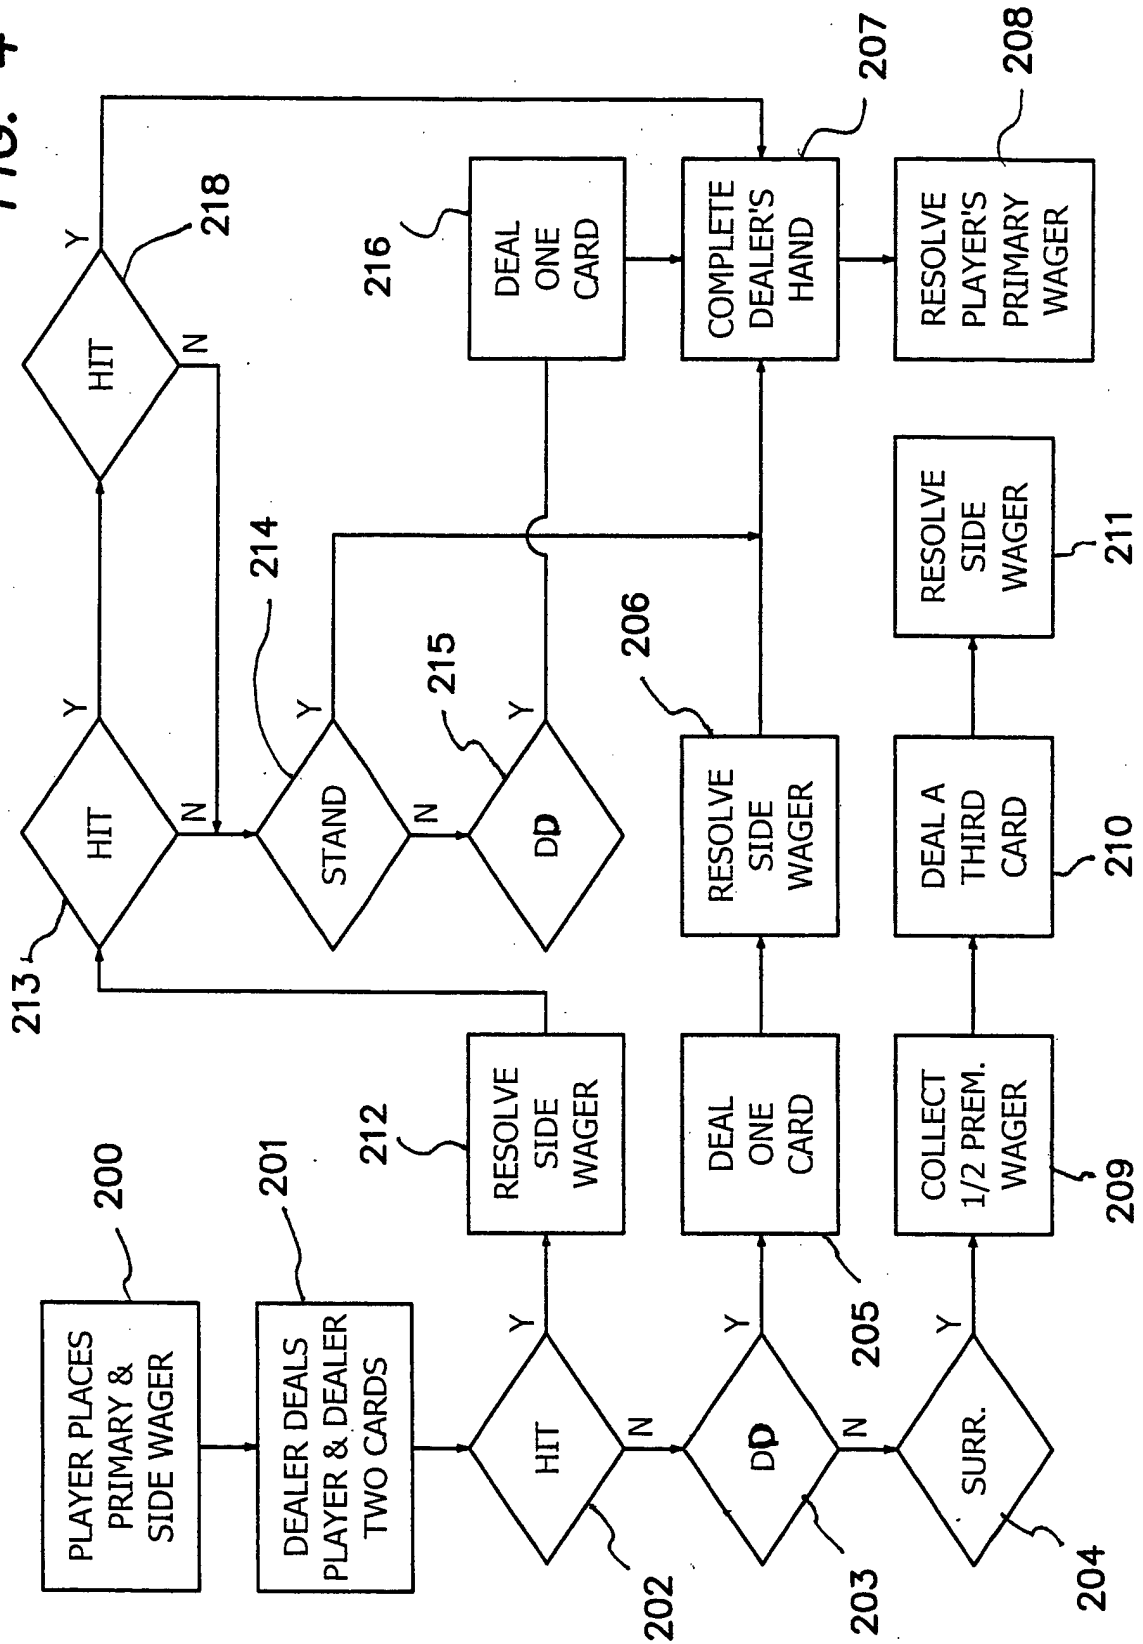 FIG. 4
PLAYER PLACES
PRIMARY &
SIDE WAGER
200
DEALER DEALS
PLAYER & DEALER
TWO CARDS
201
HIT
202
Y
N
RESOLVE
SIDE
WAGER
212
HIT
213
Y
N
HIT
218
Y
N
STAND
214
Y
N
DD
215
Y
DEAL
ONE
CARD
216
DD
203
Y
N
DEAL
ONE
CARD
205
RESOLVE
SIDE
WAGER
206
COMPLETE
DEALER'S
HAND
207
SURR.
204
Y
COLLECT
1/2 PREM.
WAGER
209
DEAL A
THIRD
CARD
210
RESOLVE
SIDE
WAGER
211
RESOLVE
PLAYER'S
PRIMARY
WAGER
208